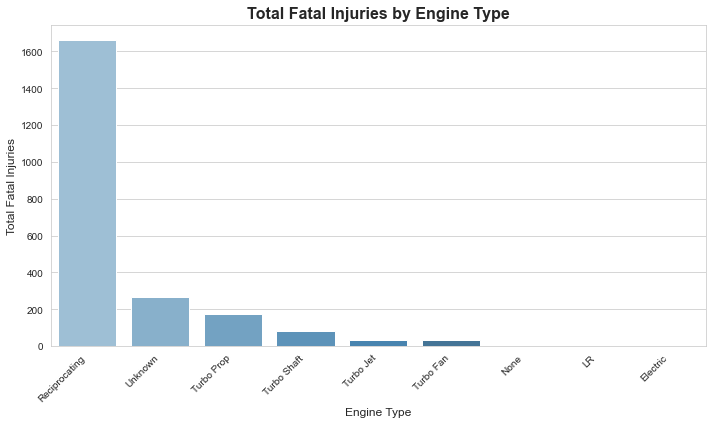 Total Fatal Injuries by Engine Type
Total Fatal Injuries
1600
1400
1200
1000
800
600
400
200
0
Reciprocating
Unknown
Turbo Prop
Turbo Shaft
Turbo Jet
Turbo Fan
None
LR
Electric
Engine Type